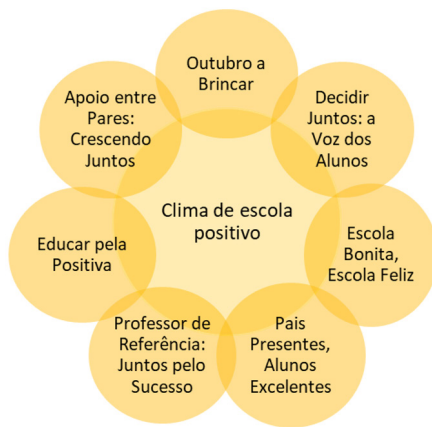 Outubro a
Brincar
Decidir
Juntos: a
Voz dos
Alunos
Escola
Bonita,
Escola Feliz
Pais
Presentes,
Alunos
Excelentes
Professor de
Referência:
Juntos pelo
Sucesso
Educar pela
Positiva
Apoio entre
Pares:
Crescendo
Juntos
Clima de escola
positivo